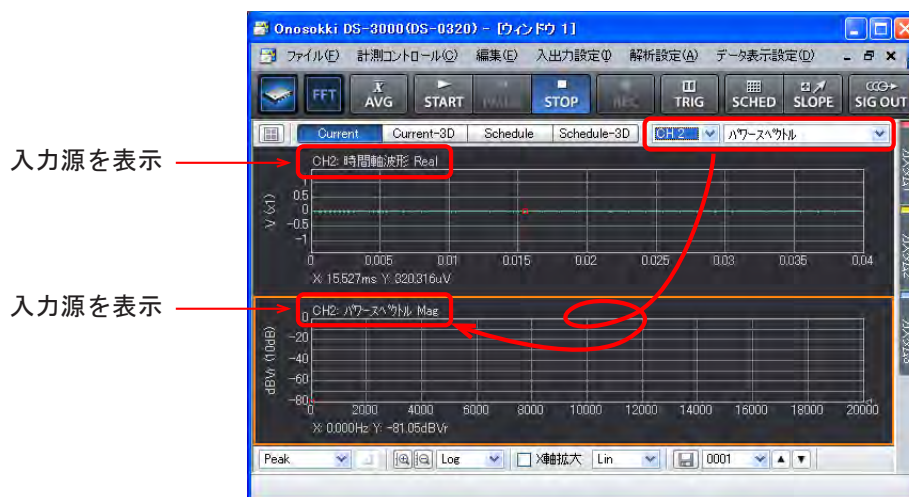 Onosokki DS-3000(DS-0320) - [ウィンドウ 1]
ファイル(F) 計測コントロール(C) 編集(E) 入出力設定(I) 解析設定(A) データ表示設定(D)
FFT X AVG START STOP TRIG SCHED SLOPE SIG OUT
Current Current-3D Schedule Schedule-3D CH 2 パワースペクトル
入力源を表示
CH2: 時間軸波形 Real
V (x1)
1
0.5
0
-0.5
-1
0 0.005 0.01 0.015 0.02 0.025 0.03 0.035 0.04
X: 15.527ms Y: 320.316uV
入力源を表示
CH2: パワースペクトル Mag
dBVr (10dB)
0
-20
-40
-60
-80
0 2000 4000 6000 8000 10000 12000 14000 16000 18000 20000
X: 0.000Hz Y: -81.05dBVr
Peak Log X軸拡大 Lin 0001